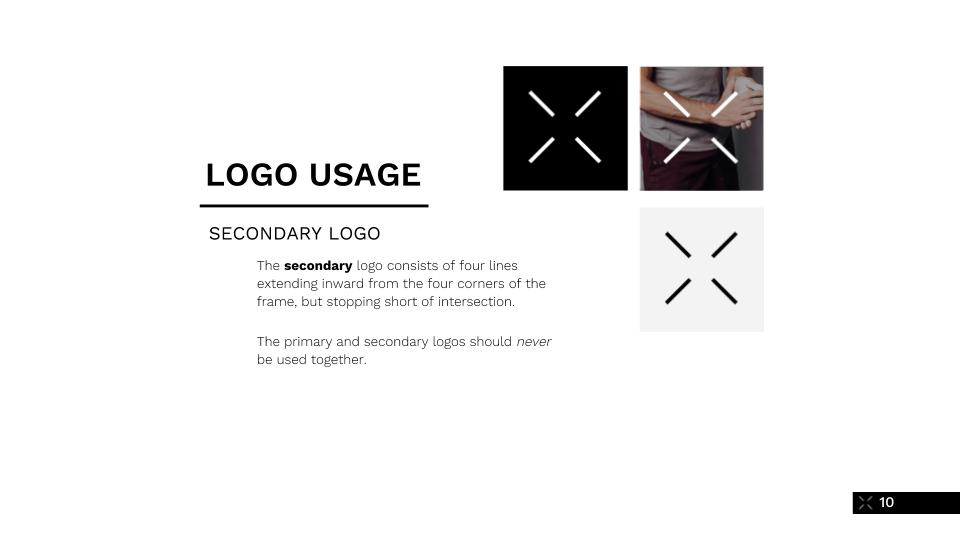 LOGO USAGE
SECONDARY LOGO
The secondary logo consists of four lines
extending inward from the four corners of the
frame, but stopping short of intersection.
The primary and secondary logos should never
be used together.
10